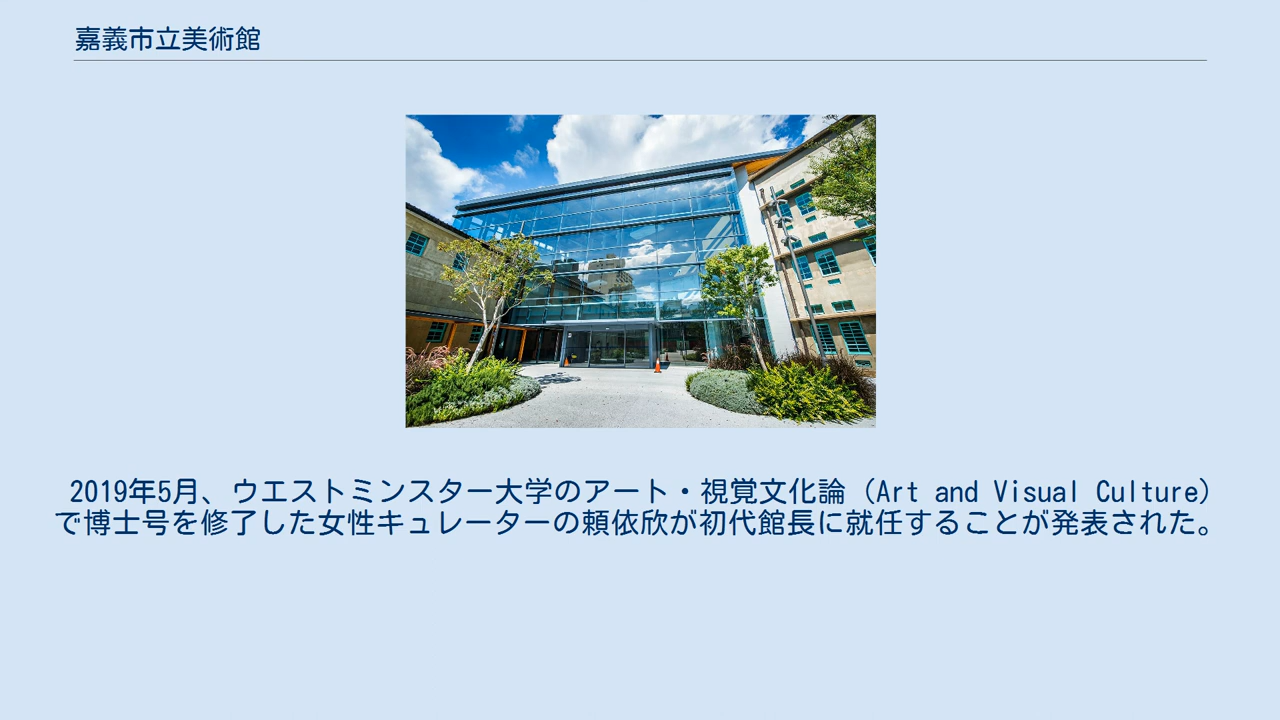 嘉義市立美術館
2019年5月、ウエストミンスター大学のアート・視覚文化論（Art and Visual Culture）
で博士号を修了した女性キュレーターの頼依欣が初代館長に就任することが発表された。